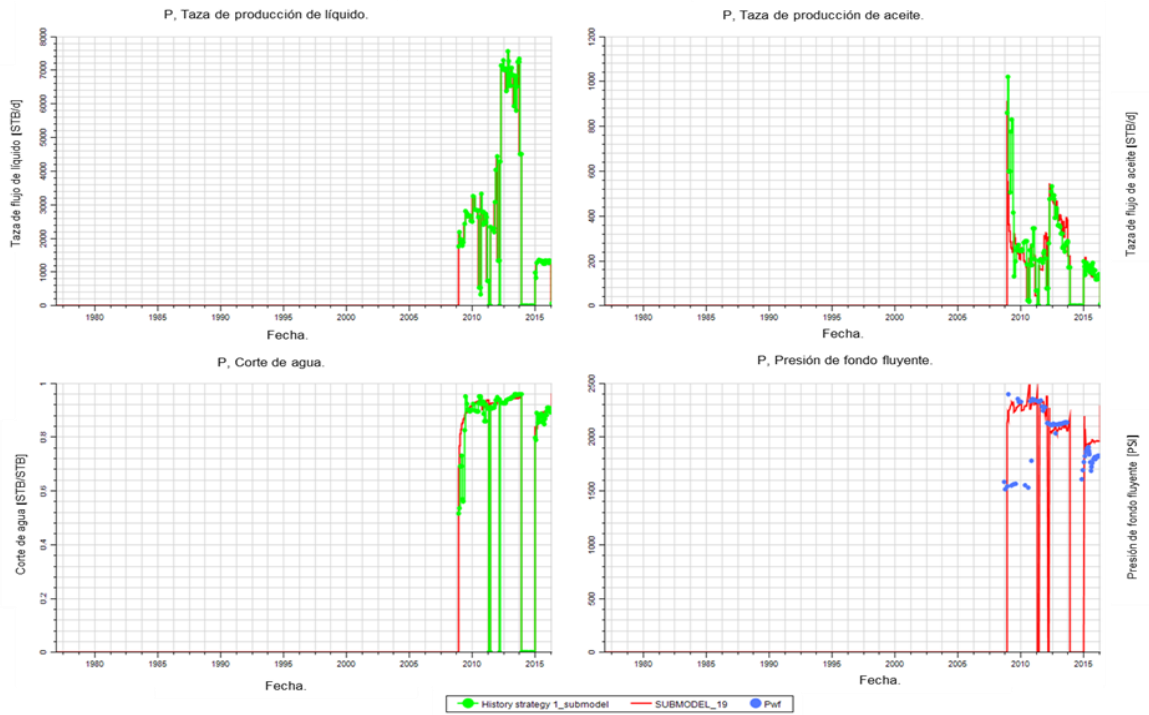 P, Taza de producción de líquido.
Taza de flujo de líquido [STB/d]
0 1000 2000 3000 4000 5000 6000 7000 8000
1980 1985 1990 1995 2000 2005 2010 2015
Fecha.
P, Taza de producción de aceite.
Taza de flujo de aceite [STB/d]
0 200 400 600 800 1000 1200
1980 1985 1990 1995 2000 2005 2010 2015
Fecha.
P, Corte de agua.
Corte de agua [STB/STB]
0 0.2 0.4 0.6 0.8 1
1980 1985 1990 1995 2000 2005 2010 2015
Fecha.
P, Presión de fondo fluyente.
Presión de fondo fluyente [PSI]
0 500 1000 1500 2000 2500
1980 1985 1990 1995 2000 2005 2010 2015
Fecha.
History strategy 1_submodel SUBMODEL_19 Pwf